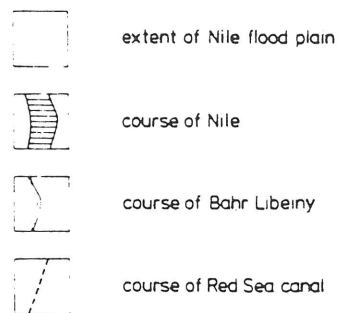 extent of Nile flood plain
course of Nile
course of Bahr Libeiny
course of Red Sea canal